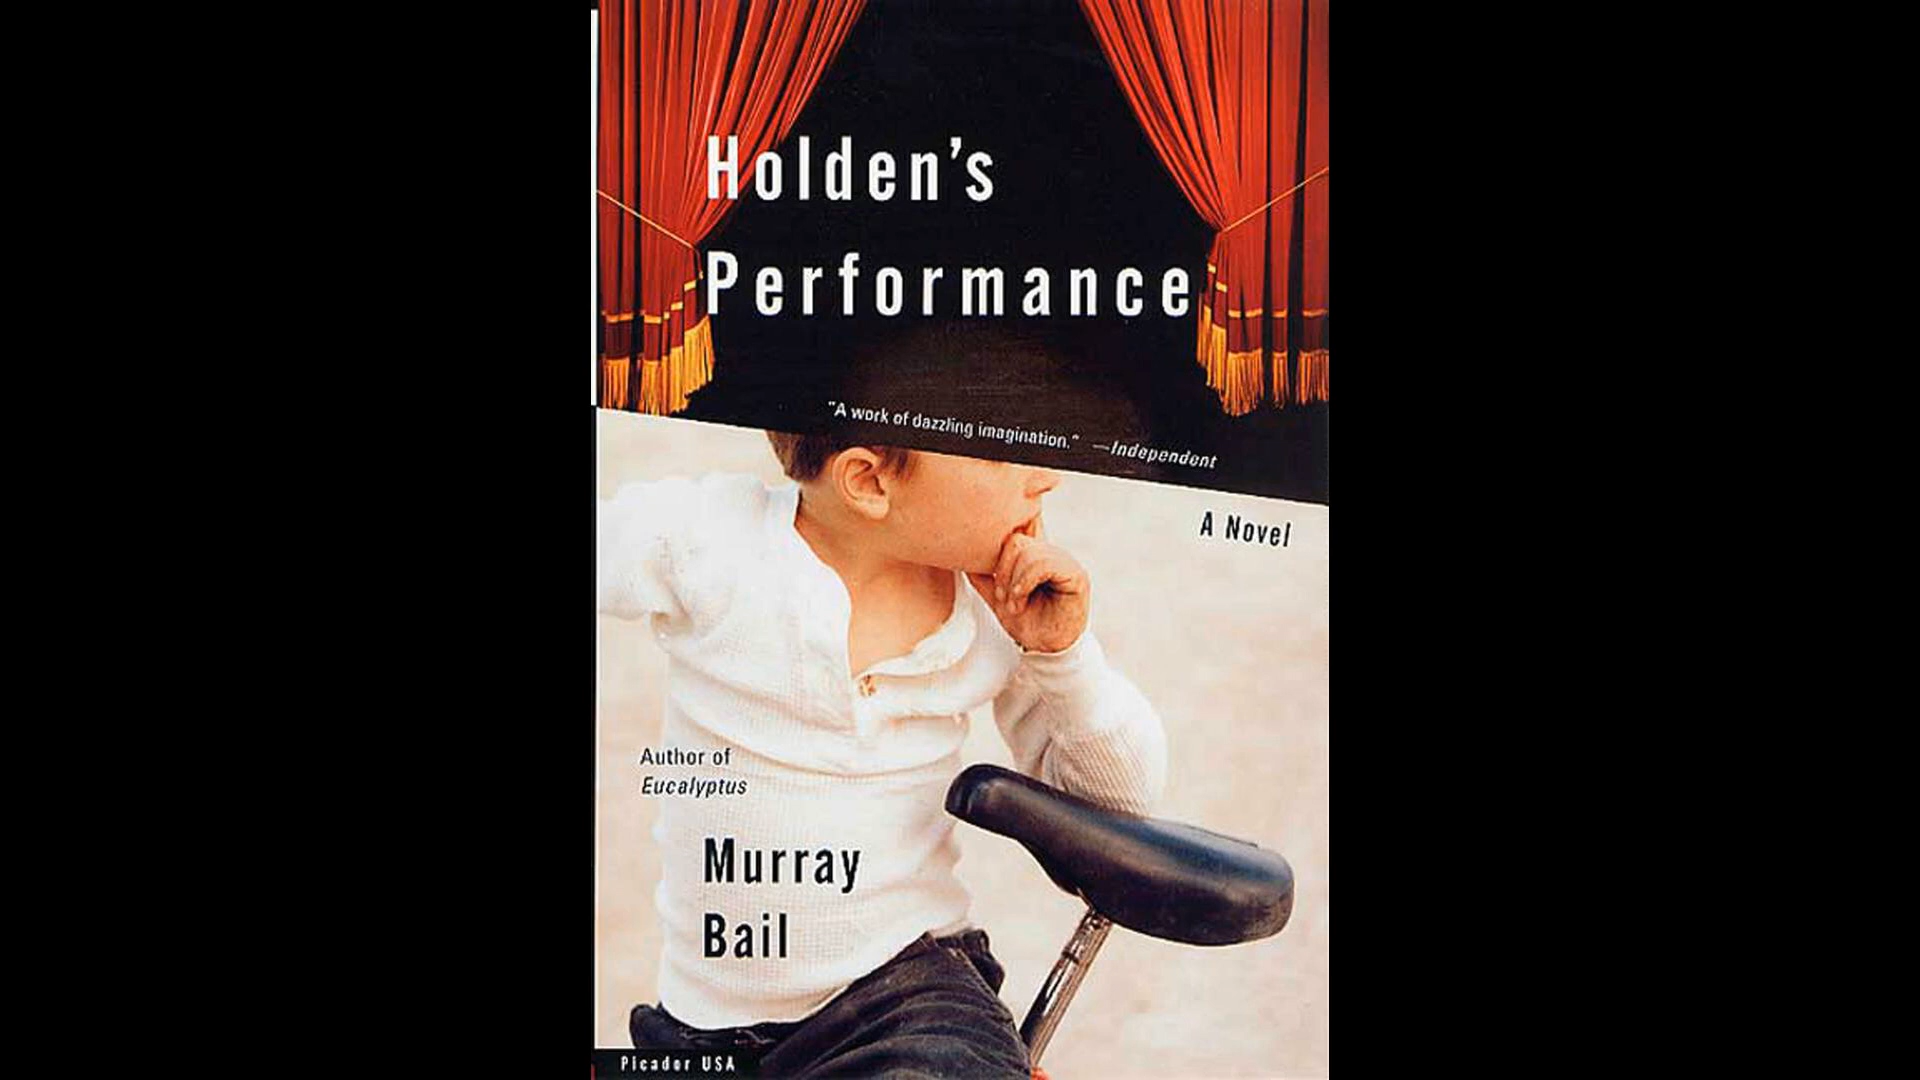 Holden's
Performance
"A work of dazzling imagination." —Independent
A Novel
Author of
Eucalyptus
Murray
Bail
Picador USA